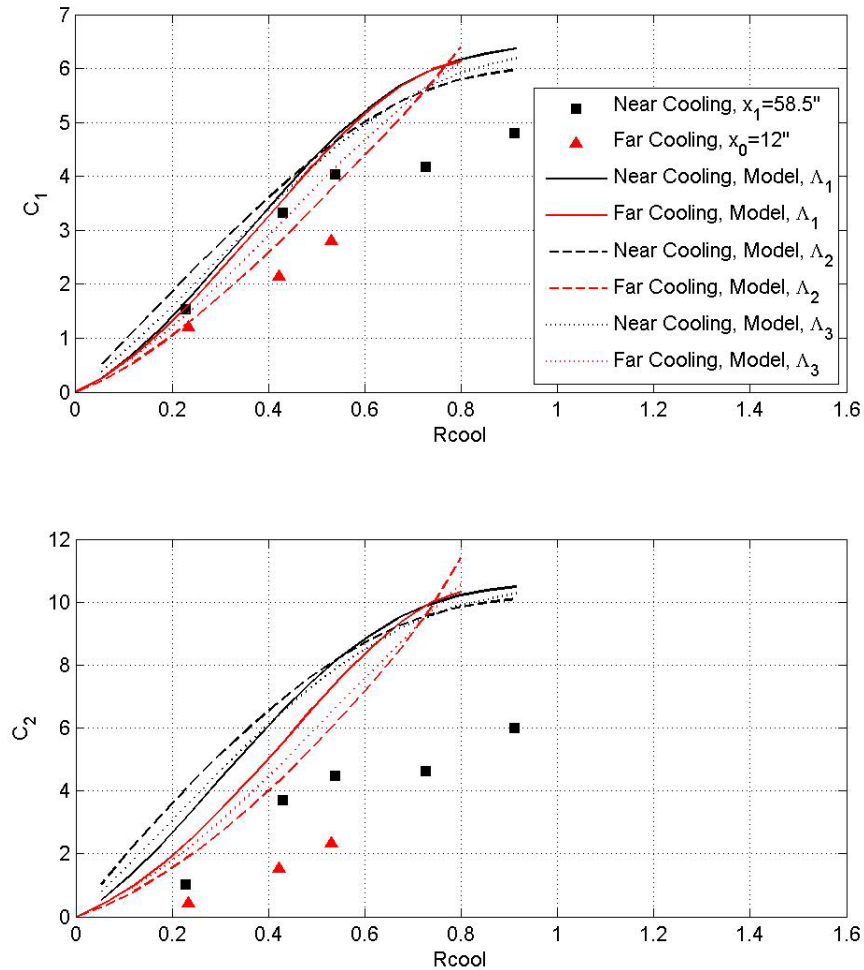 7
6
5
4
3
2
1
0
C₁
0
0.2
0.4
0.6
0.8
1
1.2
1.4
1.6
Rcool
Near Cooling, x₁=58.5"
Far Cooling, x₀=12"
Near Cooling, Model, Λ₁
Far Cooling, Model, Λ₁
Near Cooling, Model, Λ₂
Far Cooling, Model, Λ₂
Near Cooling, Model, Λ₃
Far Cooling, Model, Λ₃
12
10
8
6
4
2
0
C₂
0
0.2
0.4
0.6
0.8
1
1.2
1.4
1.6
Rcool